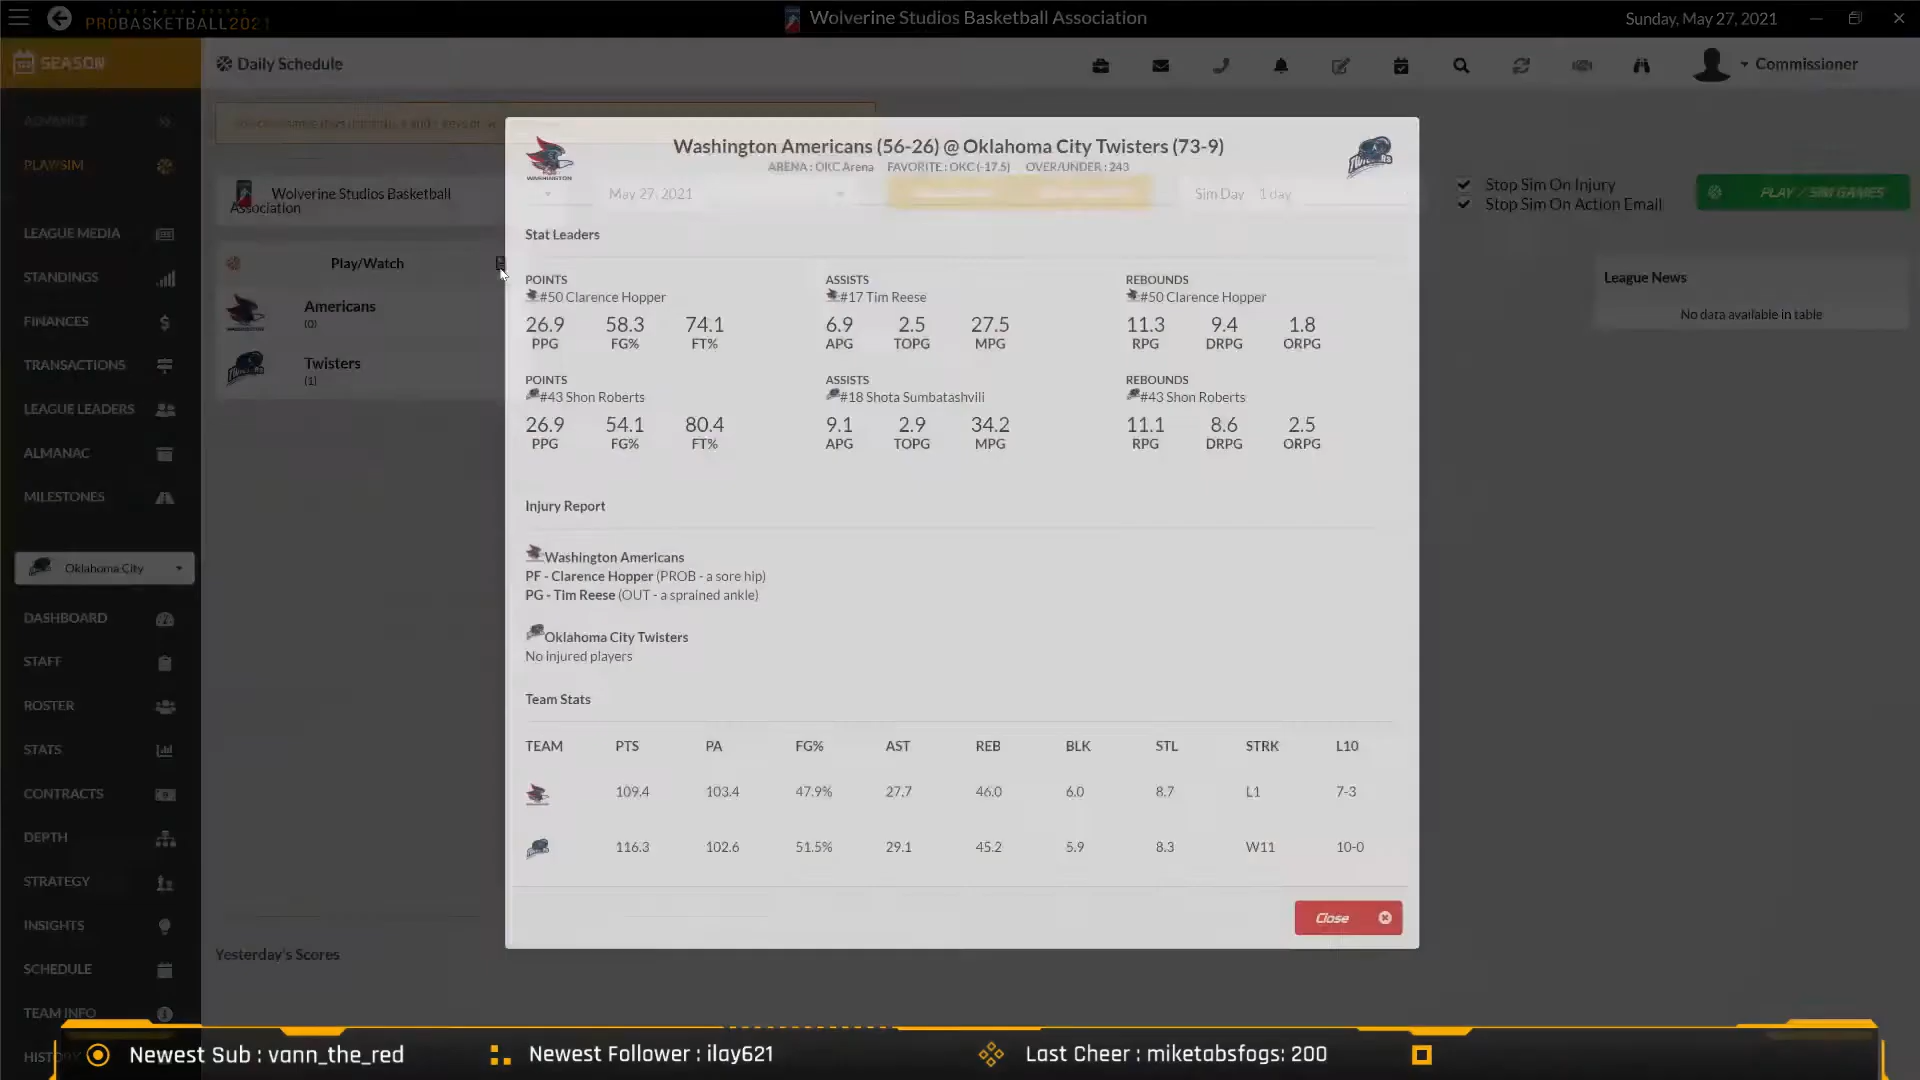 DRAFT DAY SPORTS
PROBASKETBALL2021
Wolverine Studios Basketball Association
Sunday, May 27, 2021
SEASON
Daily Schedule
Commissioner
ADVANCE
PLAY/SIM
LEAGUE MEDIA
STANDINGS
FINANCES
TRANSACTIONS
LEAGUE LEADERS
ALMANAC
MILESTONES
Oklahoma City
DASHBOARD
STAFF
ROSTER
STATS
CONTRACTS
DEPTH
STRATEGY
INSIGHTS
SCHEDULE
TEAM INFO
Wolverine Studios Basketball
Association
May 27, 2021
Sim Day 1 day
Stop Sim On Injury
Stop Sim On Action Email
PLAY / SIM GAMES
Play/Watch
Americans
(0)
Twisters
(1)
Yesterday's Scores
League News
No data available in table
Washington Americans (56-26) @ Oklahoma City Twisters (73-9)
ARENA : OKC Arena FAVORITE : OKC (-17.5) OVER/UNDER : 243
WASHINGTON
TWISTERS
Stat Leaders
POINTS ASSISTS REBOUNDS
#50 Clarence Hopper #17 Tim Reese #50 Clarence Hopper
26.9 58.3 74.1 6.9 2.5 27.5 11.3 9.4 1.8
PPG FG% FT% APG TOPG MPG RPG DRPG ORPG
POINTS ASSISTS REBOUNDS
#43 Shon Roberts #18 Shota Sumbatashvili #43 Shon Roberts
26.9 54.1 80.4 9.1 2.9 34.2 11.1 8.6 2.5
PPG FG% FT% APG TOPG MPG RPG DRPG ORPG
Injury Report
Washington Americans
PF - Clarence Hopper (PROB - a sore hip)
PG - Tim Reese (OUT - a sprained ankle)
Oklahoma City Twisters
No injured players
Team Stats
TEAM PTS PA FG% AST REB BLK STL STRK L10
109.4 103.4 47.9% 27.7 46.0 6.0 8.7 L1 7-3
116.3 102.6 51.5% 29.1 45.2 5.9 8.3 W11 10-0
Close
Newest Sub : vann_the_red
Newest Follower : ilay621
Last Cheer : miketabsfogs: 200